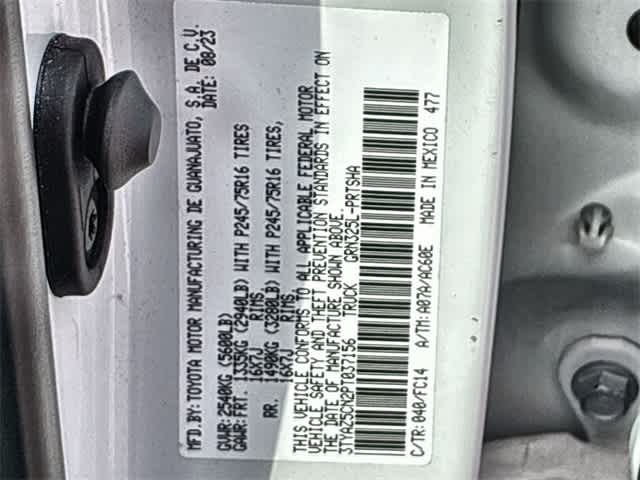 MFD.BY: TOYOTA MOTOR MANUFACTURING DE GUANAJUATO, S.A. DE C.V.
DATE: 08/23
GVWR: 2540KG (5600LB)
GAWR: FRT. 1335KG (2940LB) WITH P245/75R16 TIRES
16X7J RIMS
RR. 1490KG (3280LB) WITH P245/75R16 TIRES,
16X7J RIMS
THIS VEHICLE CONFORMS TO ALL APPLICABLE FEDERAL MOTOR
VEHICLE SAFETY AND THEFT PREVENTION STANDARDS IN EFFECT ON
THE DATE OF MANUFACTURE SHOWN ABOVE.
3TYAZ5CN2PT037156 TRUCK GRN325L-PRTSHA
C/TR: 040/FC14 A/TM: A07A/AC60E MADE IN MEXICO 477